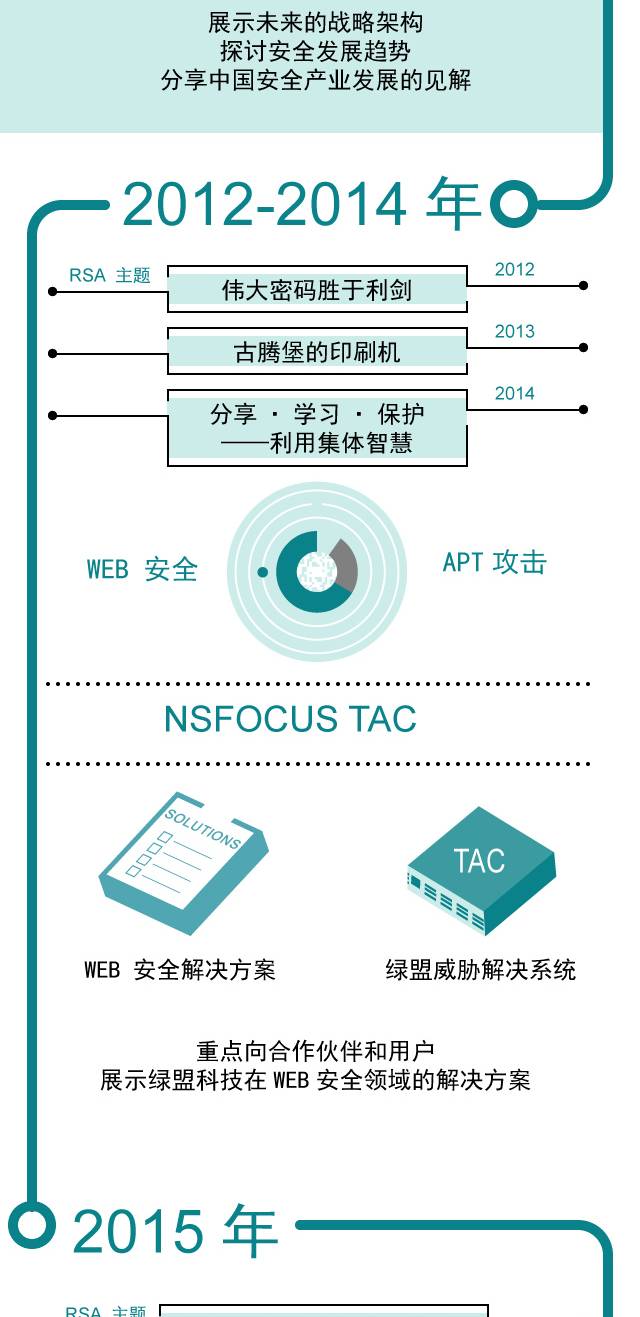 展示未来的战略架构
探讨安全发展趋势
分享中国安全产业发展的见解
2012-2014 年
RSA 主题
伟大密码胜于利剑
2012
古腾堡的印刷机
2013
分享 · 学习 · 保护
——利用集体智慧
2014
WEB 安全
APT 攻击
NSFOCUS TAC
SOLUTIONS
TAC
WEB 安全解决方案
绿盟威胁解决系统
重点向合作伙伴和用户
展示绿盟科技在 WEB 安全领域的解决方案
2015 年
RSA 主题